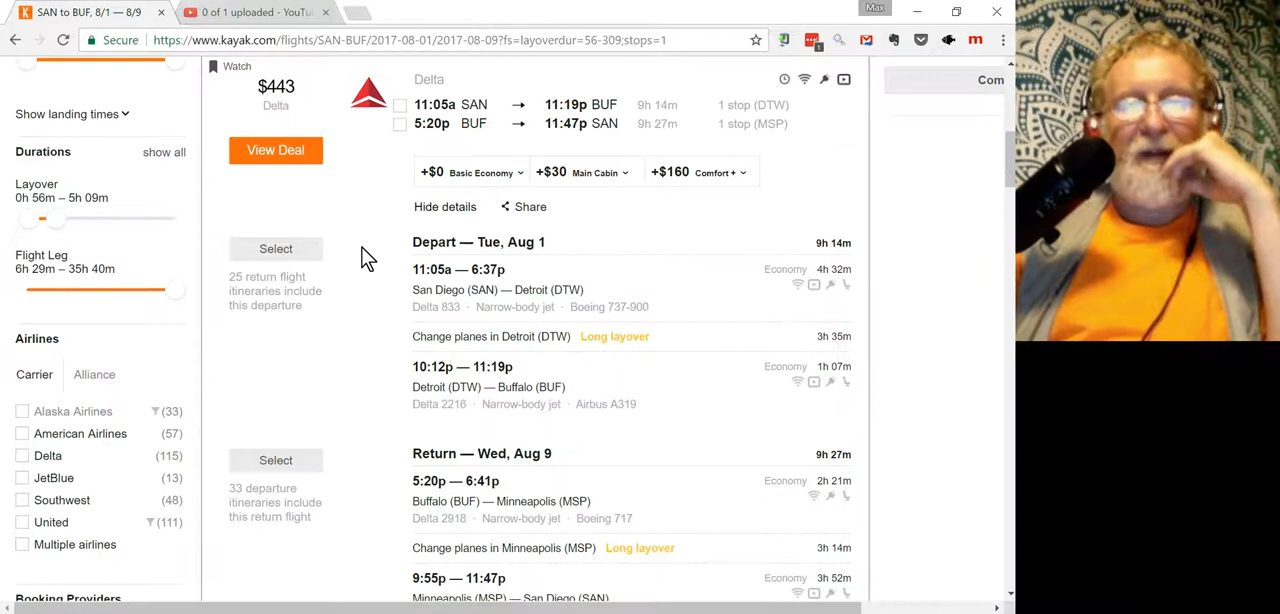 SAN to BUF, 8/1 — 8/9
0 of 1 uploaded - YouTu
Max
Secure
https://www.kayak.com/flights/SAN-BUF/2017-08-01/2017-08-09?fs=layoverdur=56-309;stops=1
1
Show landing times
Durations
show all
Layover
0h 56m – 5h 09m
Flight Leg
6h 29m – 35h 40m
Airlines
Carrier
Alliance
Alaska Airlines (33)
American Airlines (57)
Delta (115)
JetBlue (13)
Southwest (48)
United (111)
Multiple airlines
Booking Providers
Watch
$443
Delta
View Deal
Delta
11:05a SAN → 11:19p BUF 9h 14m 1 stop (DTW)
5:20p BUF → 11:47p SAN 9h 27m 1 stop (MSP)
+$0 Basic Economy
+$30 Main Cabin
+$160 Comfort +
Hide details
Share
Select
25 return flight
itineraries include
this departure
Depart — Tue, Aug 1 9h 14m
11:05a — 6:37p Economy 4h 32m
San Diego (SAN) — Detroit (DTW)
Delta 833 · Narrow-body jet · Boeing 737-900
Change planes in Detroit (DTW) Long layover 3h 35m
10:12p — 11:19p Economy 1h 07m
Detroit (DTW) — Buffalo (BUF)
Delta 2216 · Narrow-body jet · Airbus A319
Select
33 departure
itineraries include
this return flight
Return — Wed, Aug 9 9h 27m
5:20p — 6:41p Economy 2h 21m
Buffalo (BUF) — Minneapolis (MSP)
Delta 2918 · Narrow-body jet · Boeing 717
Change planes in Minneapolis (MSP) Long layover 3h 14m
9:55p — 11:47p Economy 3h 52m
Minneapolis (MSP) — San Diego (SAN)
Com